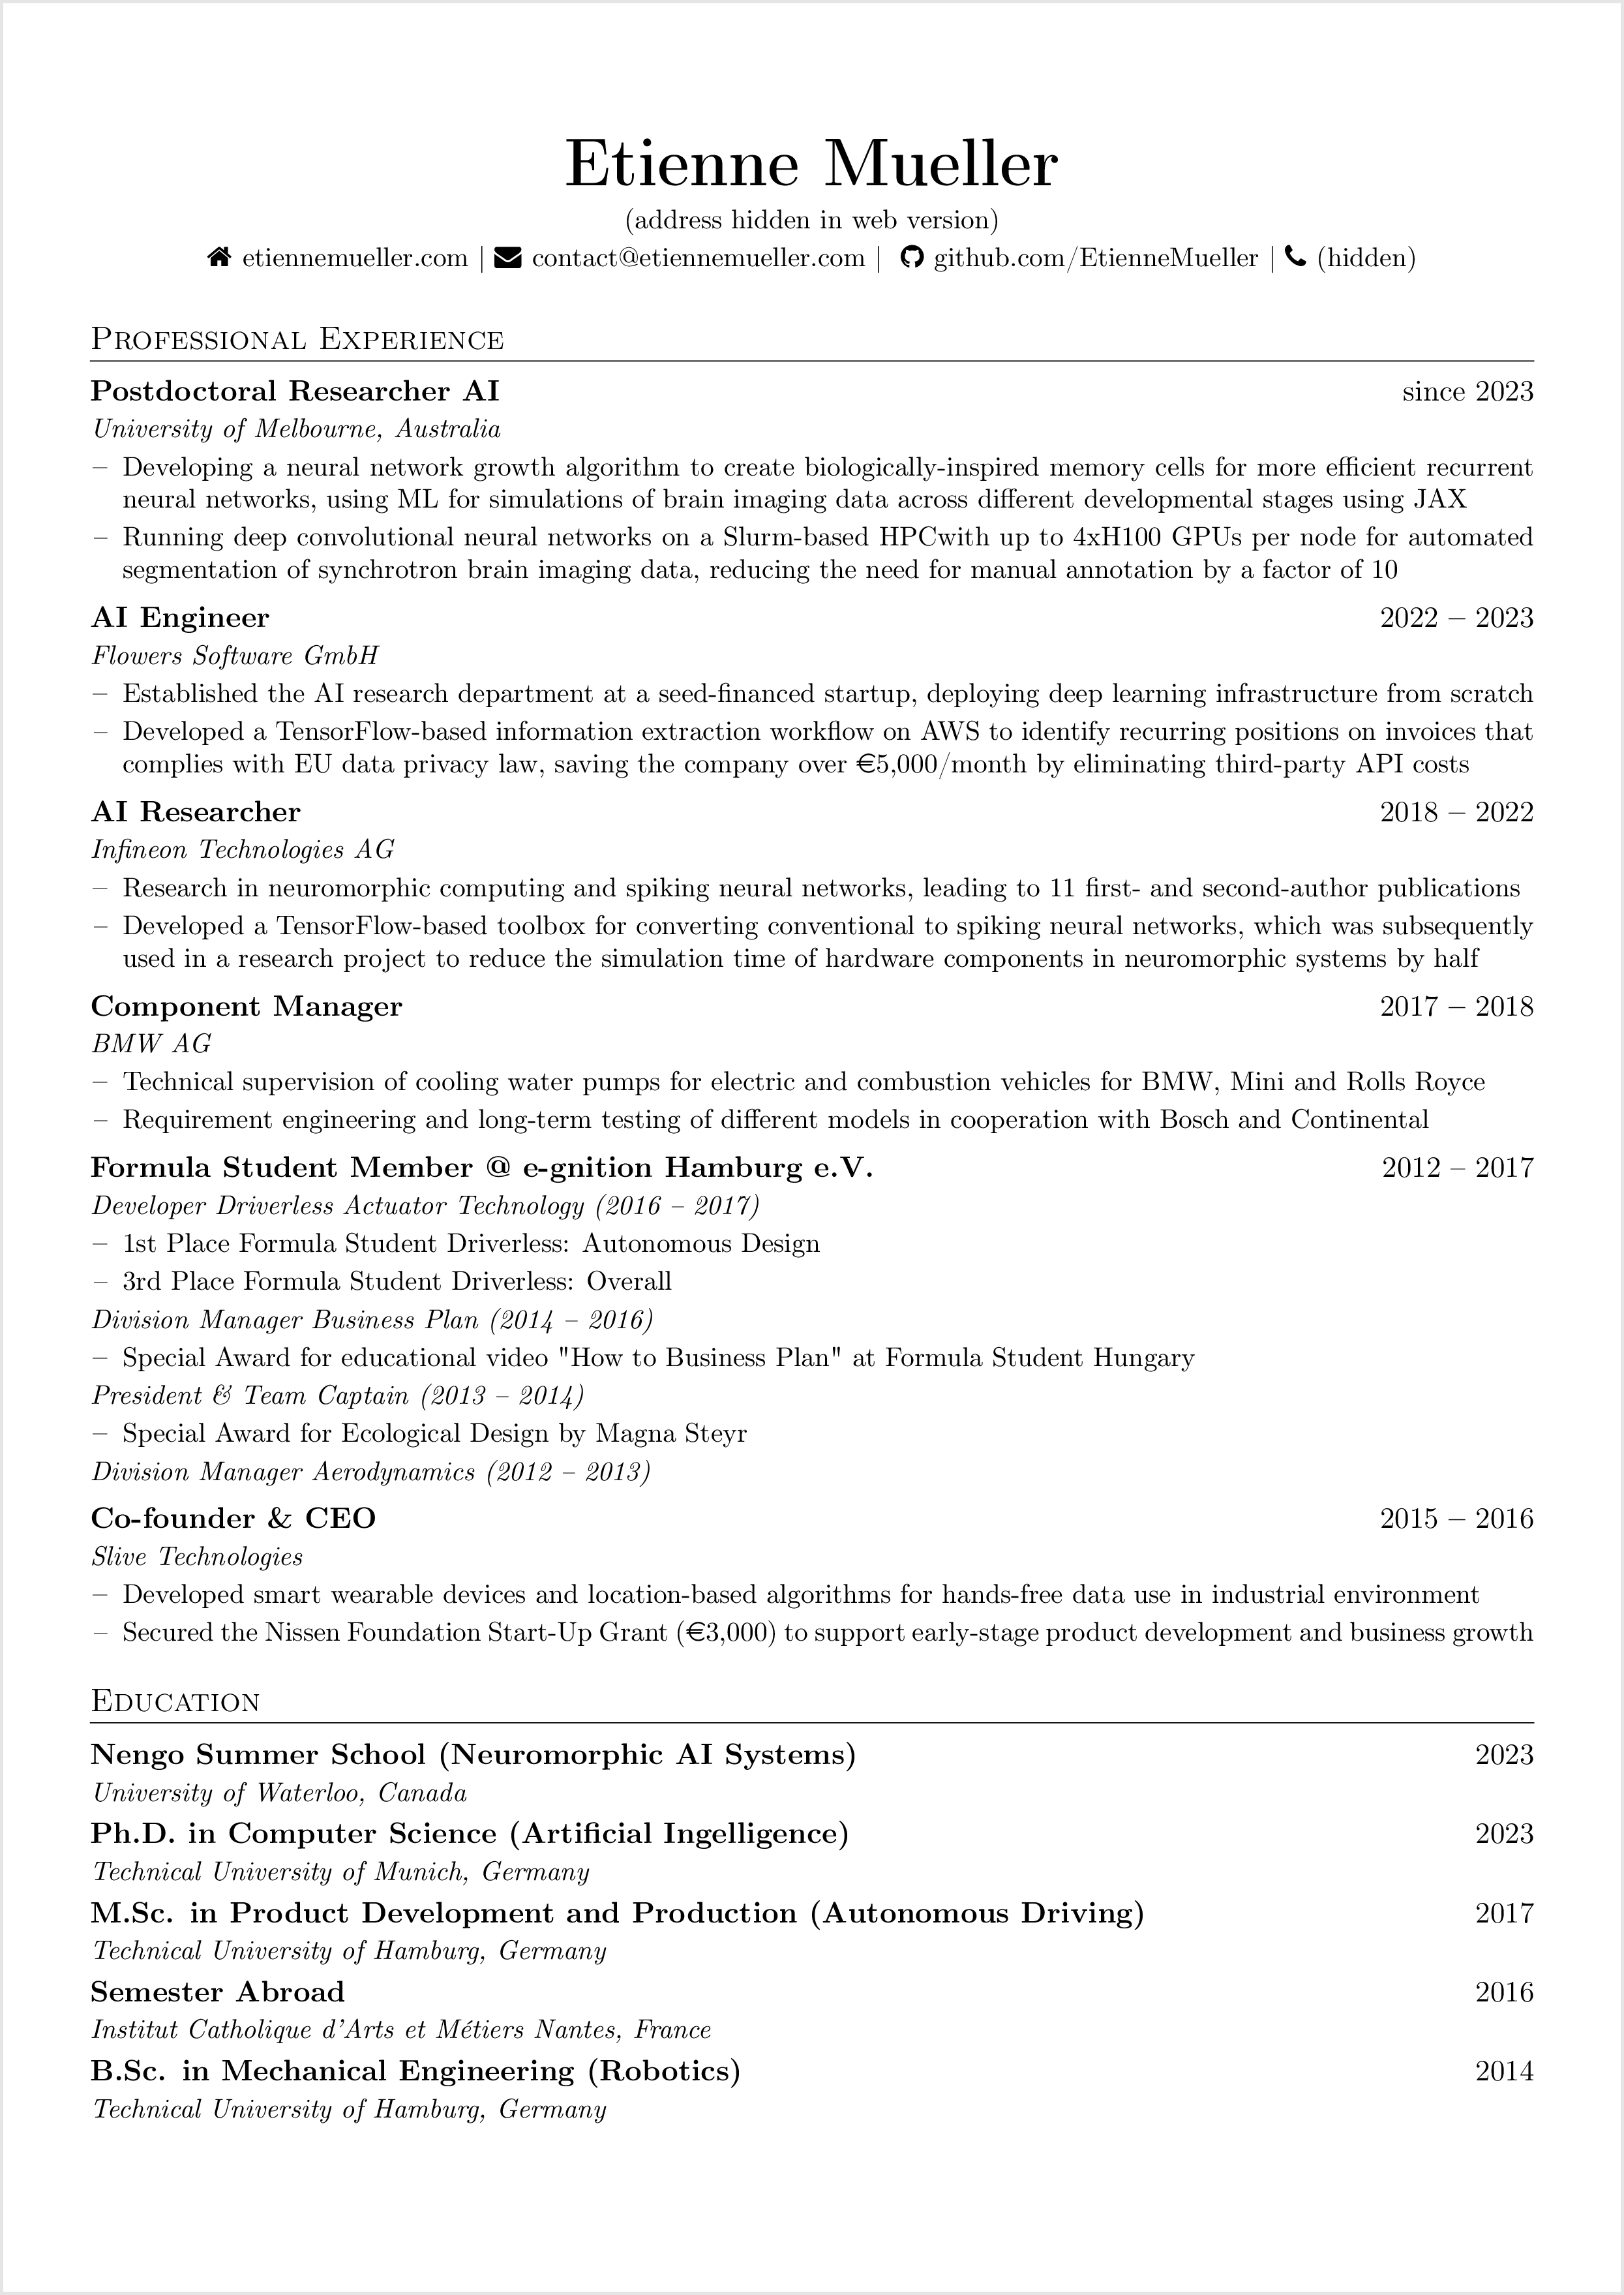 Etienne Mueller
(address hidden in web version)
etiennemueller.com | contact@etiennemueller.com | github.com/EtienneMueller | (hidden)
Professional Experience
Postdoctoral Researcher AI since 2023
University of Melbourne, Australia
– Developing a neural network growth algorithm to create biologically-inspired memory cells for more efficient recurrent
neural networks, using ML for simulations of brain imaging data across different developmental stages using JAX
– Running deep convolutional neural networks on a Slurm-based HPCwith up to 4xH100 GPUs per node for automated
segmentation of synchrotron brain imaging data, reducing the need for manual annotation by a factor of 10
AI Engineer 2022 – 2023
Flowers Software GmbH
– Established the AI research department at a seed-financed startup, deploying deep learning infrastructure from scratch
– Developed a TensorFlow-based information extraction workflow on AWS to identify recurring positions on invoices that
complies with EU data privacy law, saving the company over €5,000/month by eliminating third-party API costs
AI Researcher 2018 – 2022
Infineon Technologies AG
– Research in neuromorphic computing and spiking neural networks, leading to 11 first- and second-author publications
– Developed a TensorFlow-based toolbox for converting conventional to spiking neural networks, which was subsequently
used in a research project to reduce the simulation time of hardware components in neuromorphic systems by half
Component Manager 2017 – 2018
BMW AG
– Technical supervision of cooling water pumps for electric and combustion vehicles for BMW, Mini and Rolls Royce
– Requirement engineering and long-term testing of different models in cooperation with Bosch and Continental
Formula Student Member @ e-gnition Hamburg e.V. 2012 – 2017
Developer Driverless Actuator Technology (2016 – 2017)
– 1st Place Formula Student Driverless: Autonomous Design
– 3rd Place Formula Student Driverless: Overall
Division Manager Business Plan (2014 – 2016)
– Special Award for educational video "How to Business Plan" at Formula Student Hungary
President & Team Captain (2013 – 2014)
– Special Award for Ecological Design by Magna Steyr
Division Manager Aerodynamics (2012 – 2013)
Co-founder & CEO 2015 – 2016
Slive Technologies
– Developed smart wearable devices and location-based algorithms for hands-free data use in industrial environment
– Secured the Nissen Foundation Start-Up Grant (€3,000) to support early-stage product development and business growth
Education
Nengo Summer School (Neuromorphic AI Systems) 2023
University of Waterloo, Canada
Ph.D. in Computer Science (Artificial Ingelligence) 2023
Technical University of Munich, Germany
M.Sc. in Product Development and Production (Autonomous Driving) 2017
Technical University of Hamburg, Germany
Semester Abroad 2016
Institut Catholique d'Arts et Métiers Nantes, France
B.Sc. in Mechanical Engineering (Robotics) 2014
Technical University of Hamburg, Germany